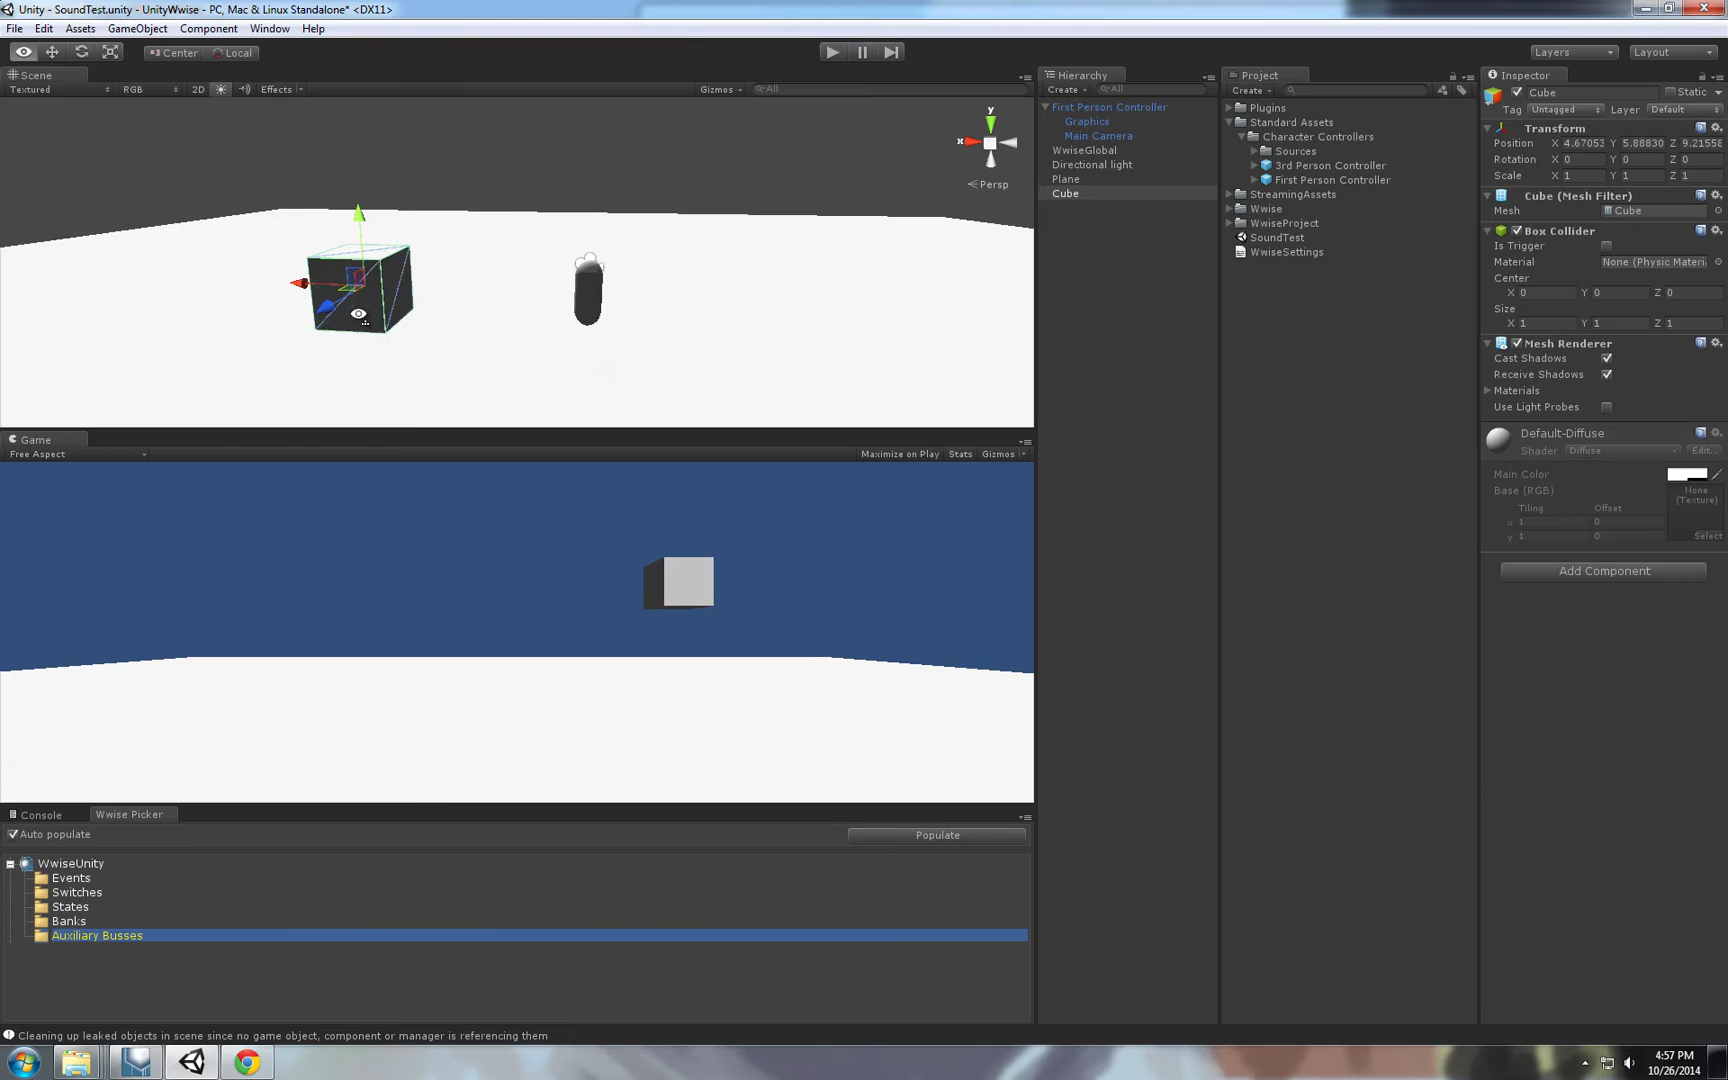 Unity - SoundTest.unity - UnityWwise - PC, Mac & Linux Standalone* <DX11>
File Edit Assets GameObject Component Window Help
Center Local
Layers Layout
Scene
Textured RGB 2D Effects Gizmos All
y
x
Persp
Game
Free Aspect Maximize on Play Stats Gizmos
Console Wwise Picker
Auto populate Populate
WwiseUnity
Events
Switches
States
Banks
Auxiliary Busses
Hierarchy
Create All
First Person Controller
Graphics
Main Camera
WwiseGlobal
Directional light
Plane
Cube
Project
Create
Plugins
Standard Assets
Character Controllers
Sources
3rd Person Controller
First Person Controller
StreamingAssets
Wwise
WwiseProject
SoundTest
WwiseSettings
Inspector
Cube Static
Tag Untagged Layer Default
Transform
Position X 4.67053 Y 5.88830 Z 9.21558
Rotation X 0 Y 0 Z 0
Scale X 1 Y 1 Z 1
Cube (Mesh Filter)
Mesh Cube
Box Collider
Is Trigger
Material None (Physic Materi
Center
X 0 Y 0 Z 0
Size
X 1 Y 1 Z 1
Mesh Renderer
Cast Shadows
Receive Shadows
Materials
Use Light Probes
Default-Diffuse
Shader Diffuse Edit...
Main Color
Base (RGB) None (Texture)
Tiling Offset
x 1 0
y 1 0
Select
Add Component
Cleaning up leaked objects in scene since no game object, component or manager is referencing them
4:57 PM
10/26/2014